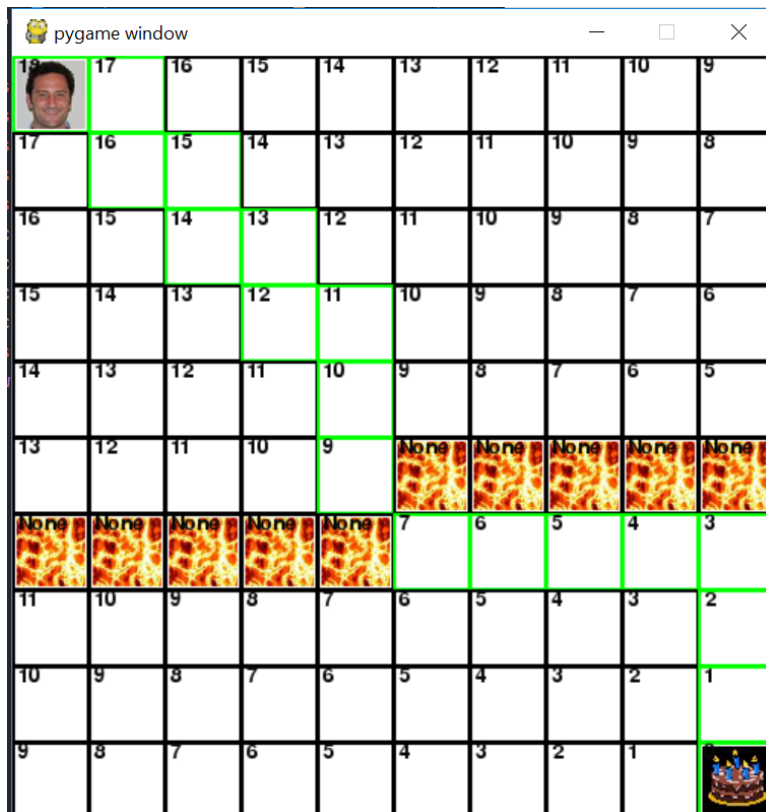 pygame window
18 17 16 15 14 13 12 11 10 9
17 16 15 14 13 12 11 10 9 8
16 15 14 13 12 11 10 9 8 7
15 14 13 12 11 10 9 8 7 6
14 13 12 11 10 9 8 7 6 5
13 12 11 10 9 None None None None None
None None None None None 7 6 5 4 3
11 10 9 8 7 6 5 4 3 2
10 9 8 7 6 5 4 3 2 1
9 8 7 6 5 4 3 2 1